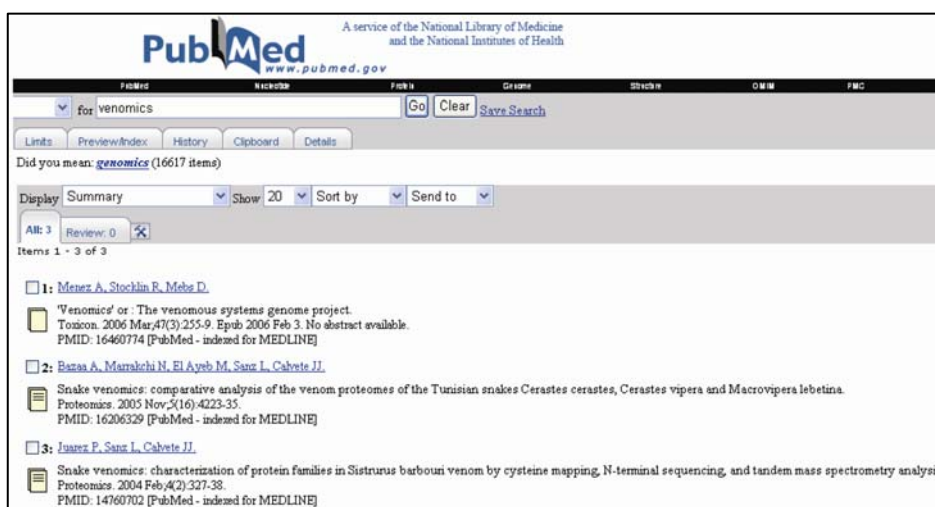 A service of the National Library of Medicine
and the National Institutes of Health
PubMed
www.pubmed.gov
PubMed Nucleotide Protein Genome Structure OMIM PMC
for venomics Go Clear Save Search
Limits Preview/Index History Clipboard Details
Did you mean: genomics (16617 items)
Display Summary Show 20 Sort by Send to
All: 3 Review: 0
Items 1 - 3 of 3
1: Menez A, Stocklin R, Mebs D.
'Venomics' or : The venomous systems genome project.
Toxicon. 2006 Mar;47(3):255-9. Epub 2006 Feb 3. No abstract available.
PMID: 16460774 [PubMed - indexed for MEDLINE]
2: Bazaa A, Marrakchi N, El Ayeb M, Sanz L, Calvete JJ.
Snake venomics: comparative analysis of the venom proteomes of the Tunisian snakes Cerastes cerastes, Cerastes vipera and Macrovipera lebetina.
Proteomics. 2005 Nov;5(16):4223-35.
PMID: 16206329 [PubMed - indexed for MEDLINE]
3: Juarez P, Sanz L, Calvete JJ.
Snake venomics: characterization of protein families in Sistrurus barbouri venom by cysteine mapping, N-terminal sequencing, and tandem mass spectrometry analysi
Proteomics. 2004 Feb;4(2):327-38.
PMID: 14760702 [PubMed - indexed for MEDLINE]